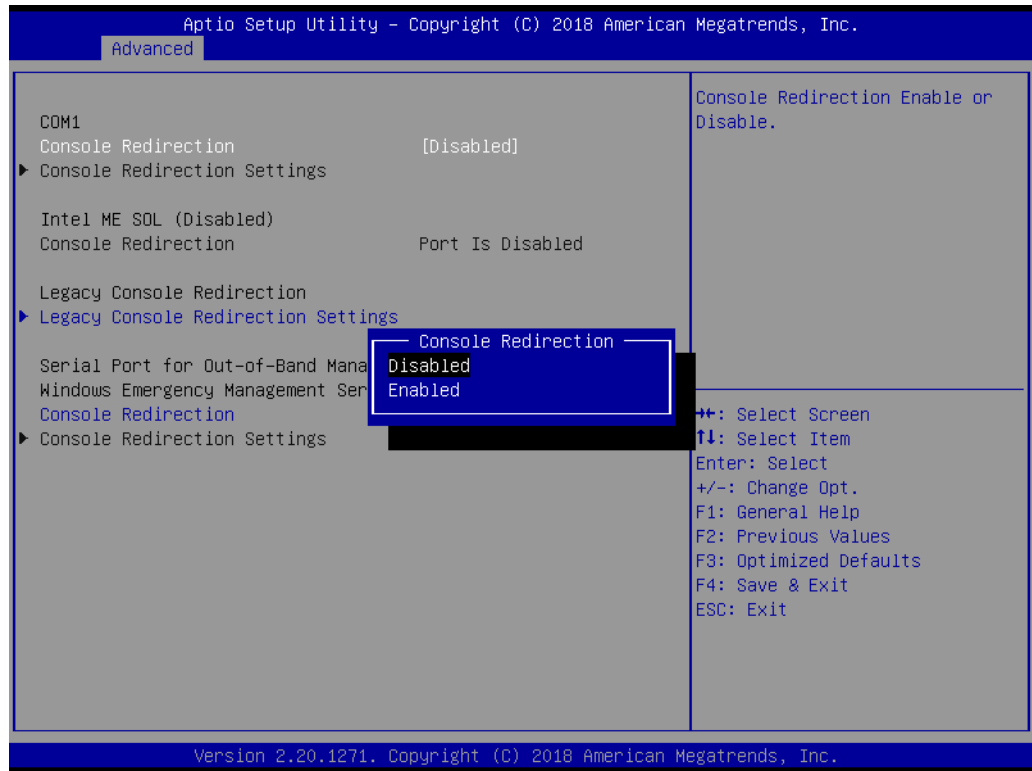 Aptio Setup Utility – Copyright (C) 2018 American Megatrends, Inc.
Advanced
COM1
Console Redirection [Disabled]
Console Redirection Settings
Intel ME SOL (Disabled)
Console Redirection Port Is Disabled
Legacy Console Redirection
Legacy Console Redirection Settings
Serial Port for Out-of-Band Mana
Windows Emergency Management Ser
Console Redirection
Console Redirection Settings
Console Redirection
Disabled
Enabled
Console Redirection Enable or
Disable.
→←: Select Screen
↑↓: Select Item
Enter: Select
+/-: Change Opt.
F1: General Help
F2: Previous Values
F3: Optimized Defaults
F4: Save & Exit
ESC: Exit
Version 2.20.1271. Copyright (C) 2018 American Megatrends, Inc.